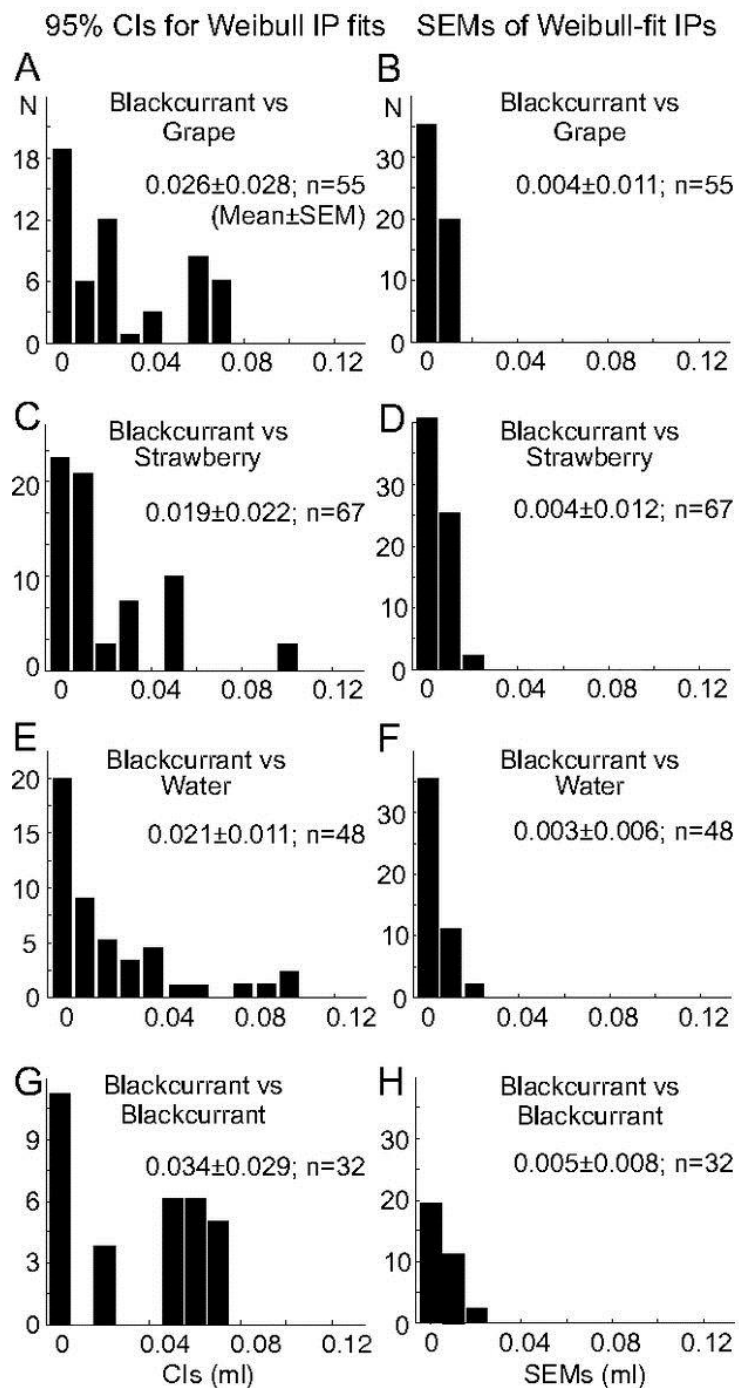 95% CIs for Weibull IP fits
SEMs of Weibull-fit IPs
A
N
Blackcurrant vs
Grape
0.026±0.028; n=55
(Mean±SEM)
18
12
6
0
0 0.04 0.08 0.12
B
N
Blackcurrant vs
Grape
0.004±0.011; n=55
30
20
10
0
0 0.04 0.08 0.12
C
Blackcurrant vs
Strawberry
0.019±0.022; n=67
20
10
0
0 0.04 0.08 0.12
D
Blackcurrant vs
Strawberry
0.004±0.012; n=67
40
30
20
10
0
0 0.04 0.08 0.12
E
Blackcurrant vs
Water
0.021±0.011; n=48
20
15
10
5
0
0 0.04 0.08 0.12
F
Blackcurrant vs
Water
0.003±0.006; n=48
30
20
10
0
0 0.04 0.08 0.12
G
Blackcurrant vs
Blackcurrant
0.034±0.029; n=32
9
6
3
0
0 0.04 0.08 0.12
CIs (ml)
H
Blackcurrant vs
Blackcurrant
0.005±0.008; n=32
30
20
10
0
0 0.04 0.08 0.12
SEMs (ml)